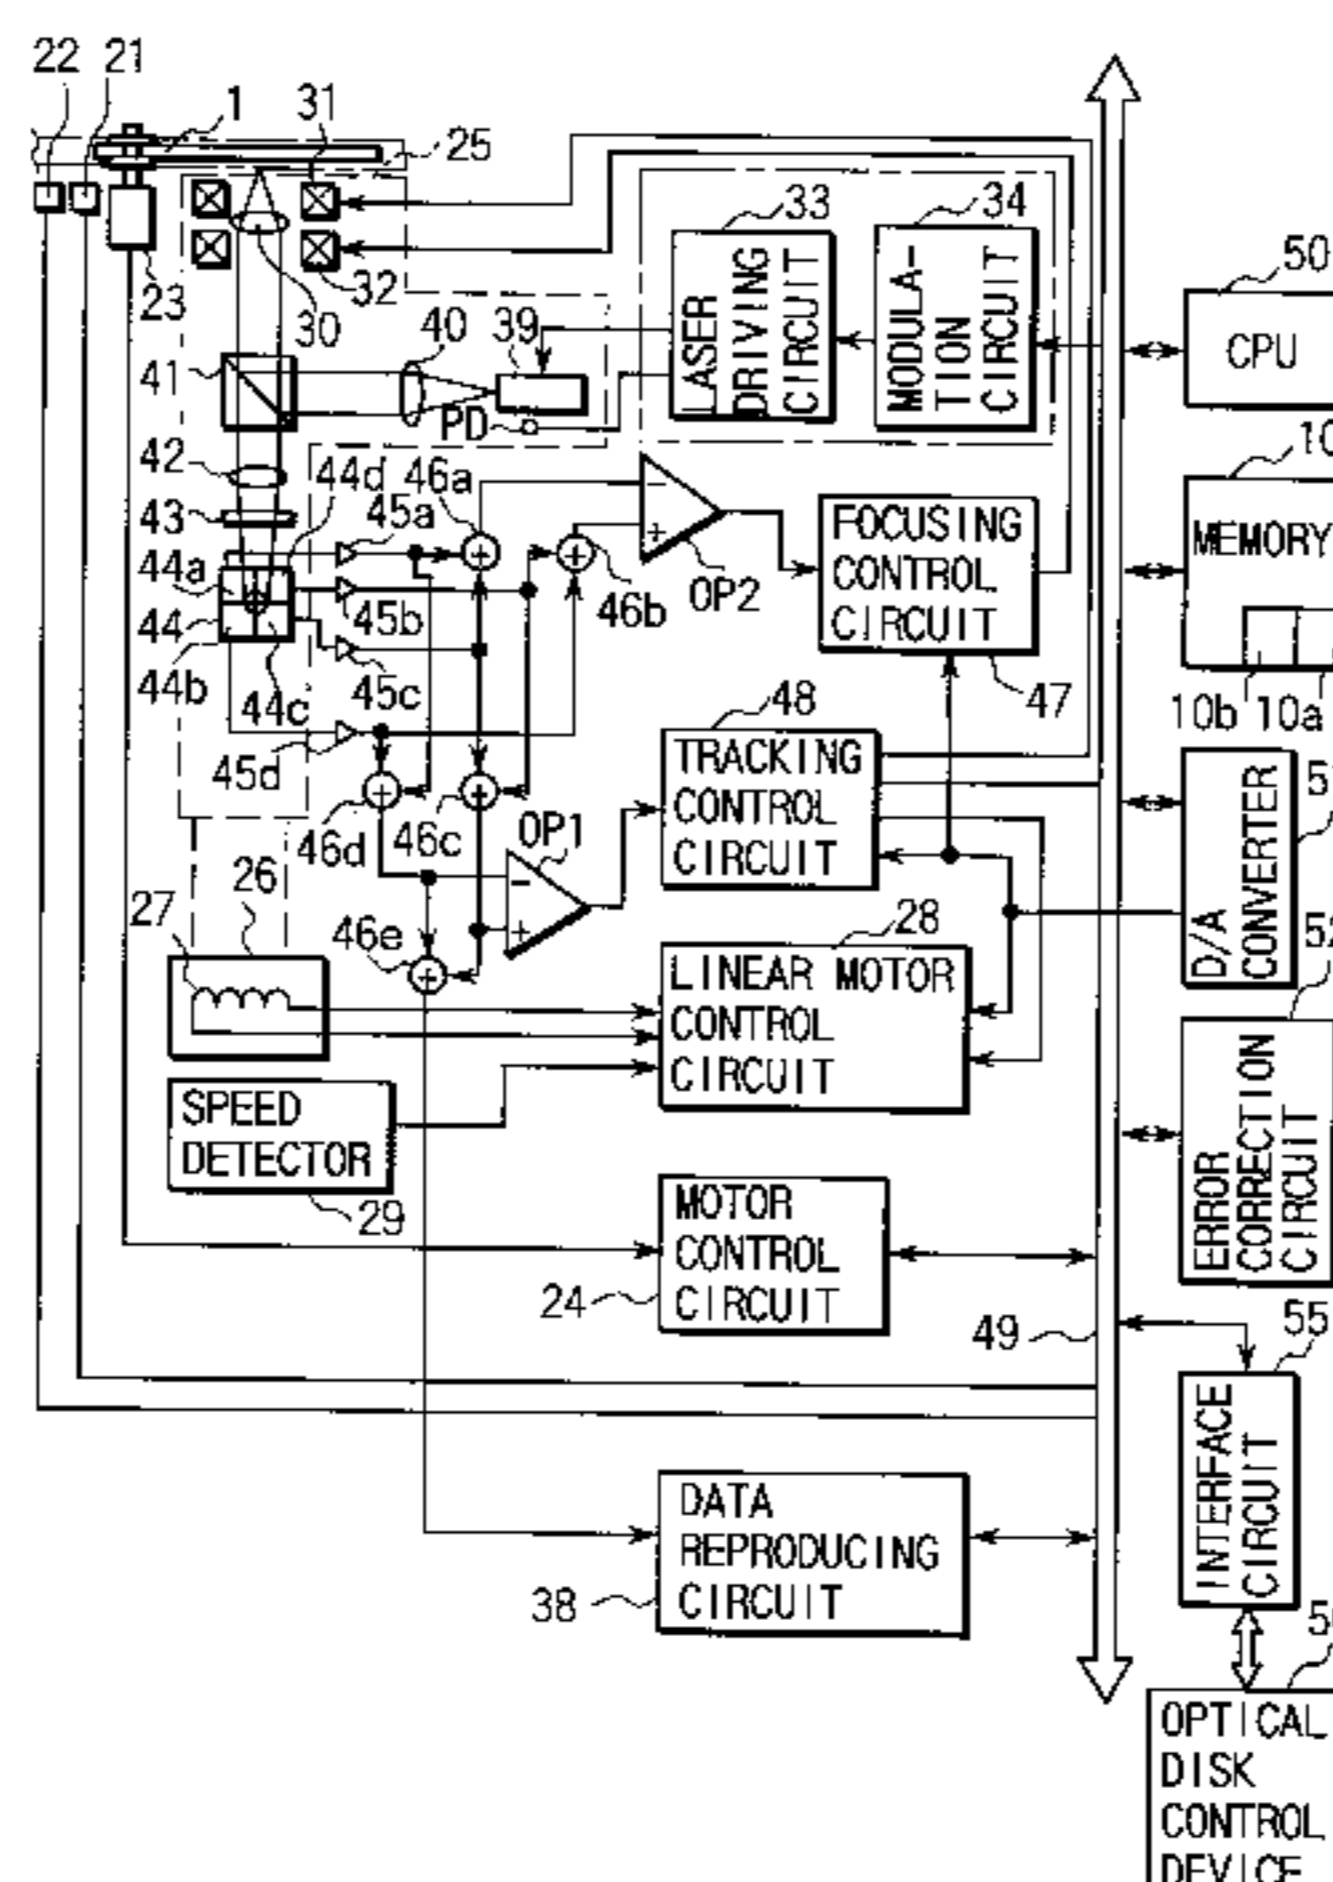 22 21
1
31
25
33
34
LASER
DRIVING
CIRCUIT
MODULA-
TION
CIRCUIT
50
CPU
23
30
32
40
39
41
PD
42
43
44d
46a
45a
44a
44
45b
44b
44c
45c
45d
46b
OP2
FOCUSING
CONTROL
CIRCUIT
47
MEMORY
10b 10a
48
TRACKING
CONTROL
CIRCUIT
D/A
CONVERTER
46d
46c
OP1
26
27
46e
28
LINEAR MOTOR
CONTROL
CIRCUIT
ERROR
CORRECTION
CIRCUIT
SPEED
DETECTOR
29
MOTOR
CONTROL
CIRCUIT
24
49
55
INTERFACE
CIRCUIT
DATA
REPRODUCING
CIRCUIT
38
OPTICAL
DISK
CONTROL
DEVICE